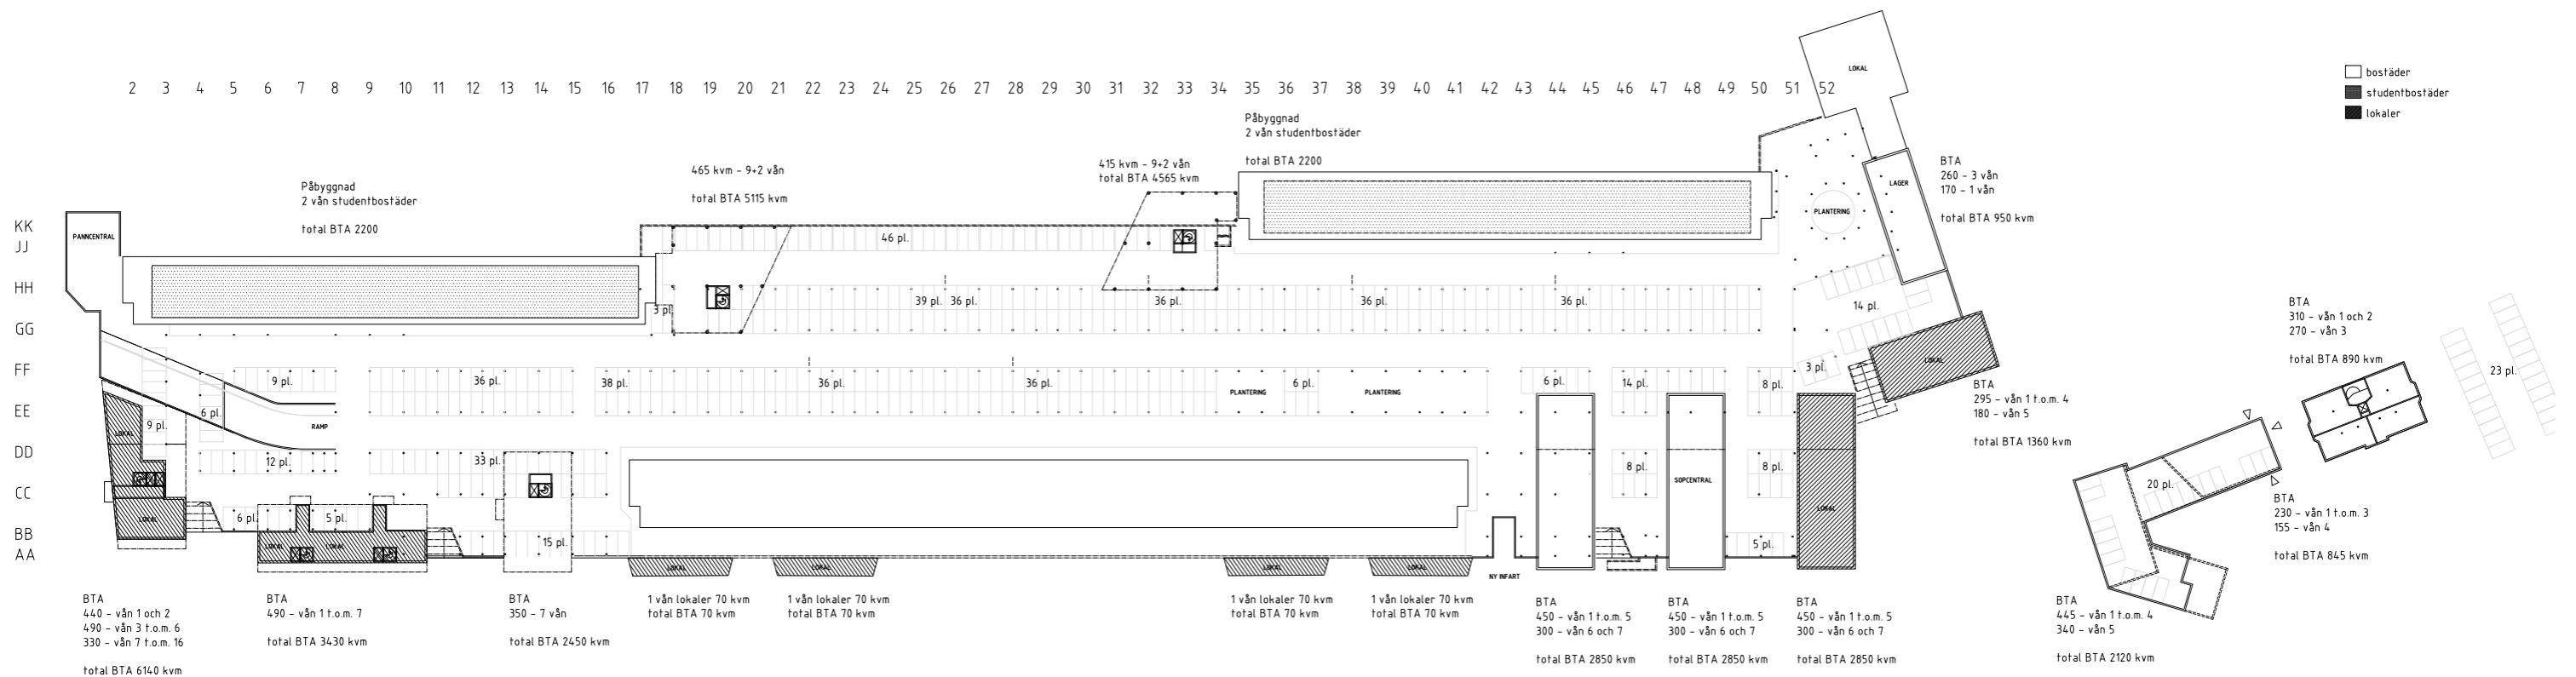 2 3 4 5 6 7 8 9 10 11 12 13 14 15 16 17 18 19 20 22 23 24 25 26 27 28 29 30 31 32 33 34 35 36 37 38 39 40 41 42 43 44 45 46 47 48 49 50 51 52
KK
JJ
HH
GG
FF
EE
DD
CC
BB
AA
bostäder
studentbostäder
lokaler
Påbyggnad
2 vån studentbostäder
total BTA 2200
465 kvm - 9+2 vån
total BTA 5115 kvm
415 kvm - 9+2 vån
total BTA 4565 kvm
Påbyggnad
2 vån studentbostäder
total BTA 2200
LOKAL
LAGER
PLANTERING
BTA
260 - 3 vån
170 - 1 vån
total BTA 950 kvm
PANNCENTRAL
46 pl.
3 pl.
39 pl.
36 pl.
36 pl.
36 pl.
36 pl.
14 pl.
9 pl.
36 pl.
38 pl.
36 pl.
36 pl.
PLANTERING
6 pl.
PLANTERING
6 pl.
14 pl.
8 pl.
3 pl.
LOKAL
6 pl.
9 pl.
LOKAL
RAMP
12 pl.
33 pl.
8 pl.
8 pl.
SOPCENTRAL
LOKAL
LOKAL
6 pl.
5 pl.
LOKAL
LOKAL
15 pl.
5 pl.
LOKAL
LOKAL
LOKAL
LOKAL
NY INFART
295 - vån 1 t.o.m. 4
180 - vån 5
total BTA 1360 kvm
BTA
310 - vån 1 och 2
270 - vån 3
total BTA 890 kvm
23 pl.
20 pl.
BTA
230 - vån 1 t.o.m. 3
155 - vån 4
total BTA 845 kvm
BTA
440 - vån 1 och 2
490 - vån 3 t.o.m. 6
330 - vån 7 t.o.m. 16
total BTA 6140 kvm
BTA
490 - vån 1 t.o.m. 7
total BTA 3430 kvm
BTA
350 - 7 vån
total BTA 2450 kvm
1 vån lokaler 70 kvm
total BTA 70 kvm
1 vån lokaler 70 kvm
total BTA 70 kvm
1 vån lokaler 70 kvm
total BTA 70 kvm
1 vån lokaler 70 kvm
total BTA 70 kvm
BTA
450 - vån 1 t.o.m. 5
300 - vån 6 och 7
total BTA 2850 kvm
BTA
450 - vån 1 t.o.m. 5
300 - vån 6 och 7
total BTA 2850 kvm
BTA
450 - vån 1 t.o.m. 5
300 - vån 6 och 7
total BTA 2850 kvm
BTA
445 - vån 1 t.o.m. 4
340 - vån 5
total BTA 2120 kvm